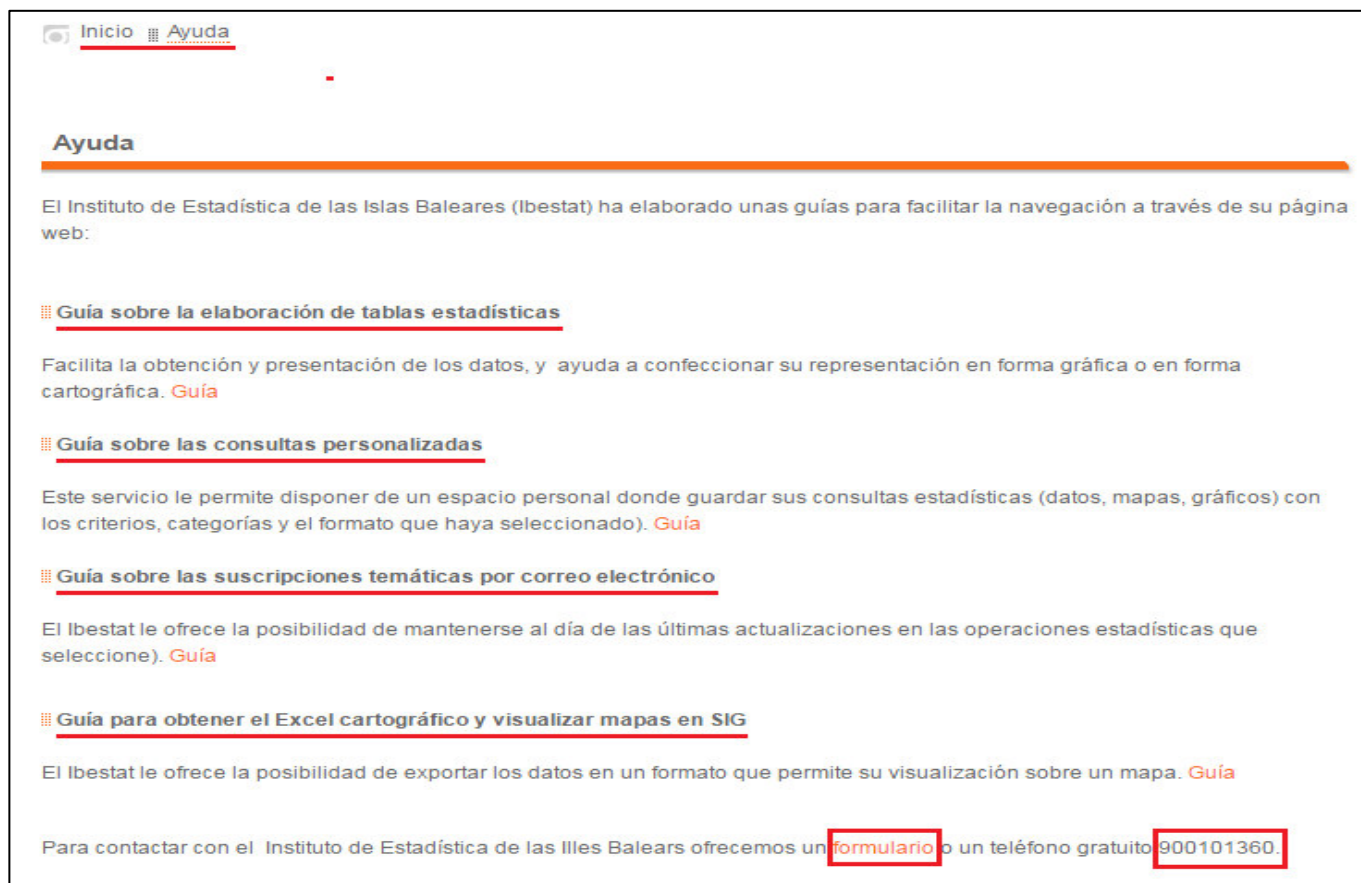 Inicio Ayuda
Ayuda
El Instituto de Estadística de las Islas Baleares (Ibestat) ha elaborado unas guías para facilitar la navegación a través de su página
web:
Guía sobre la elaboración de tablas estadísticas
Facilita la obtención y presentación de los datos, y ayuda a confeccionar su representación en forma gráfica o en forma
cartográfica. Guía
Guía sobre las consultas personalizadas
Este servicio le permite disponer de un espacio personal donde guardar sus consultas estadísticas (datos, mapas, gráficos) con
los criterios, categorías y el formato que haya seleccionado). Guía
Guía sobre las suscripciones temáticas por correo electrónico
El Ibestat le ofrece la posibilidad de mantenerse al día de las últimas actualizaciones en las operaciones estadísticas que
seleccione). Guía
Guía para obtener el Excel cartográfico y visualizar mapas en SIG
El Ibestat le ofrece la posibilidad de exportar los datos en un formato que permite su visualización sobre un mapa. Guía
Para contactar con el Instituto de Estadística de las Illes Balears ofrecemos un formulario o un teléfono gratuito 900101360.